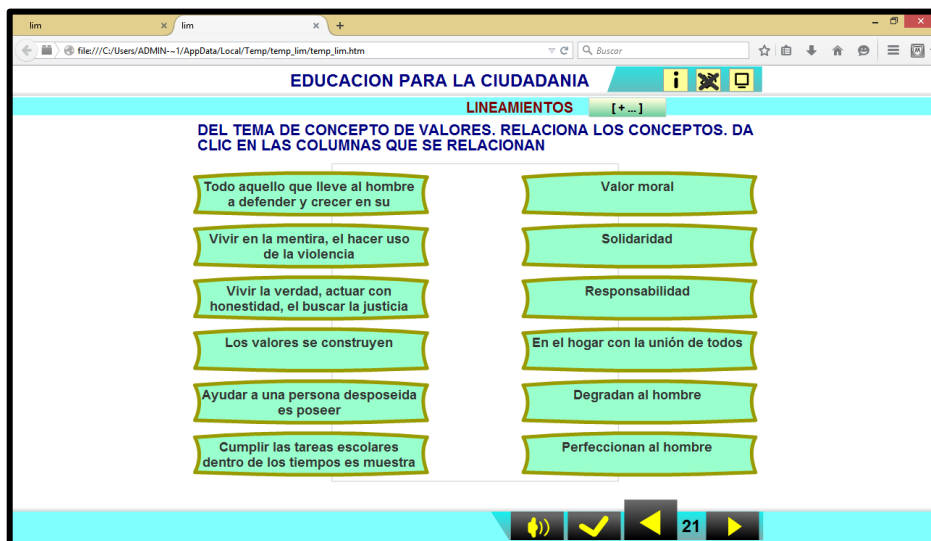 lim
lim
file:///C:/Users/ADMIN-~1/AppData/Local/Temp/temp_lim/temp_lim.htm
Buscar
EDUCACION PARA LA CIUDADANIA
i
LINEAMIENTOS
[ + ... ]
DEL TEMA DE CONCEPTO DE VALORES. RELACIONA LOS CONCEPTOS. DA
CLIC EN LAS COLUMNAS QUE SE RELACIONAN
Todo aquello que lleve al hombre
a defender y crecer en su
Valor moral
Vivir en la mentira, el hacer uso
de la violencia
Solidaridad
Vivir la verdad, actuar con
honestidad, el buscar la justicia
Responsabilidad
Los valores se construyen
En el hogar con la unión de todos
Ayudar a una persona desposeida
es poseer
Degradan al hombre
Cumplir las tareas escolares
dentro de los tiempos es muestra
Perfeccionan al hombre
21